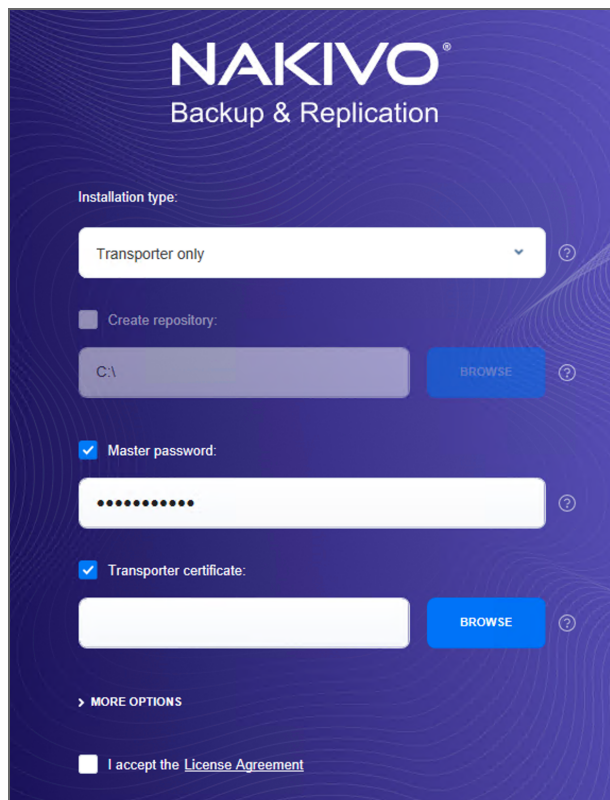 NAKIVO®
Backup & Replication
Installation type:
Transporter only
?
Create repository:
C:\
BROWSE
?
Master password:
•••••••••••
?
Transporter certificate:
BROWSE
?
MORE OPTIONS
I accept the License Agreement